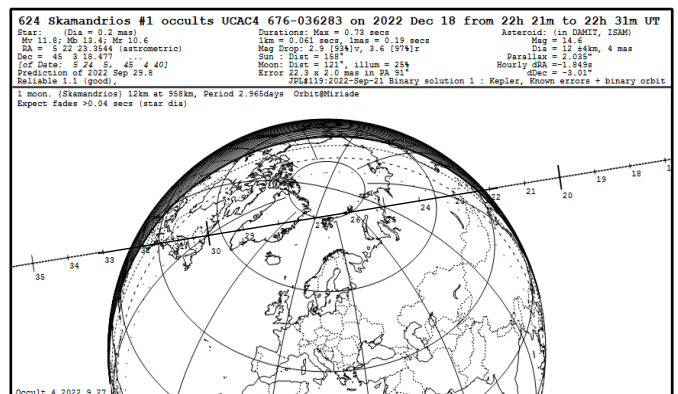 624 Skamandrios #1 occults UCAC4 676-036283 on 2022 Dec 18 from 22h 21m to 22h 31m UT
Star: (Dia = 0.2 mas) Durations: Max = 0.73 secs Asteroid: (in DAMIT, ISAM)
Mv 11.8; Mb 13.4; Mr 10.6 1km = 0.061 secs, 1mas = 0.19 secs Mag = 14.6
RA = 5 22 23.3544 (astrometric) Mag Drop: 2.9 [93%]v, 3.6 [97%]r Dia = 12 ±4km, 4 mas
Dec = 45 3 18.477 ... Sun : Dist = 158° Parallax = 2.035"
[of Date: 5 24 5, 45 4 40] Moon: Dist = 121°, illum = 25% Hourly dRA =-1.849s
Prediction of 2022 Sep 29.8 Error 22.3 x 2.0 mas in PA 91° dDec = -3.01"
Reliable 1.1 (good), JPL#119:2022-Sep-21 Binary solution 1 : Kepler, Known errors + binary orbit
1 moon. {Skamandrios} 12km at 958km, Period 2.965days Orbit@Miriade
Expect fades >0.04 secs (star dia)
35 34 33 32 31 30 29 28 27 26 25 24 23 22 21 20 19 18
Occult 4.2022.9.27